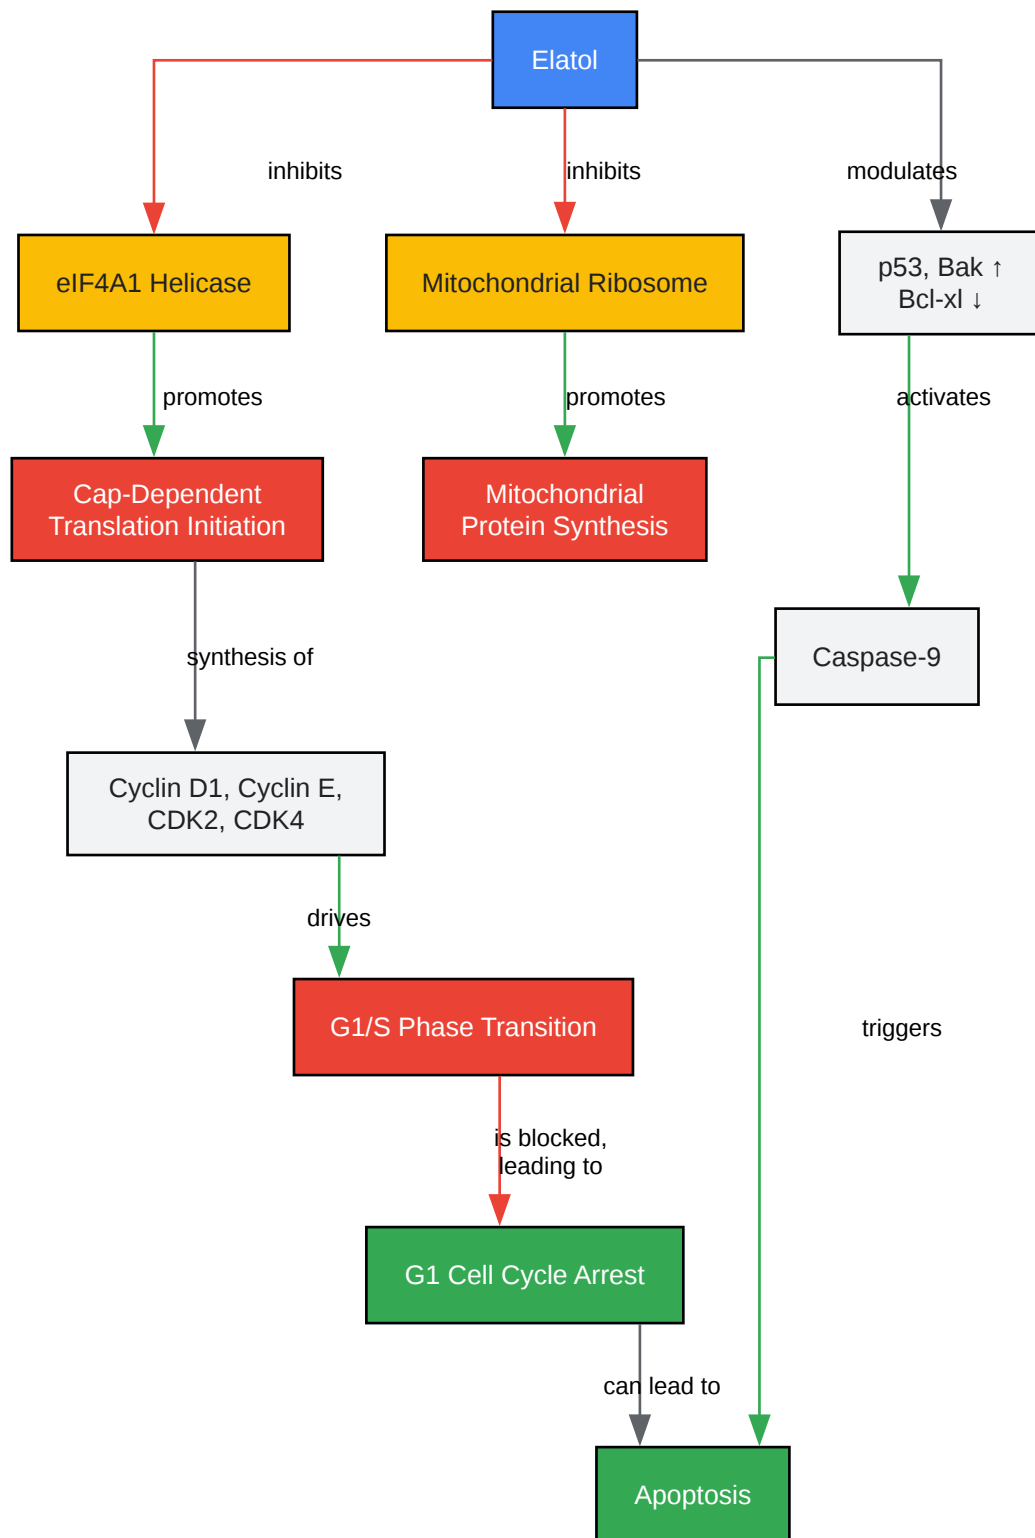 Elatol
inhibits
inhibits
modulates
eIF4A1 Helicase
Mitochondrial Ribosome
p53, Bak ↑
Bcl-xl ↓
promotes
promotes
activates
Cap-Dependent
Translation Initiation
Mitochondrial
Protein Synthesis
synthesis of
Caspase-9
Cyclin D1, Cyclin E,
CDK2, CDK4
drives
G1/S Phase Transition
triggers
is blocked,
leading to
G1 Cell Cycle Arrest
can lead to
Apoptosis